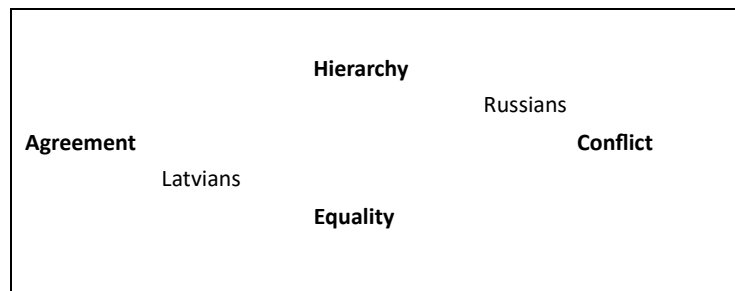 Hierarchy
Russians
Agreement Conflict
Latvians
Equality